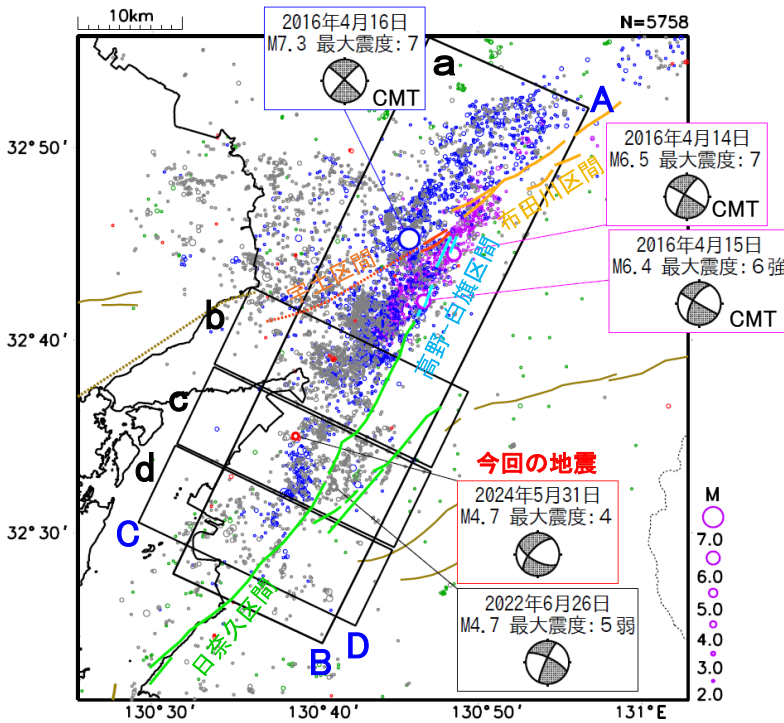 10km
N=5758
2016年4月16日
M7.3 最大震度:7
CMT
a
A
32°50'
2016年4月14日
M6.5 最大震度:7
CMT
布田川区間
宇土区間
2016年4月15日
M6.4 最大震度:6強
CMT
高野-白旗区間
b
32°40'
c
d
今回の地震
2024年5月31日
M4.7 最大震度:4
M
7.0
6.0
5.0
4.0
3.0
2.0
32°30'
C
2022年6月26日
M4.7 最大震度:5弱
日奈久区間
B
D
130°30'
130°40'
130°50'
131°E